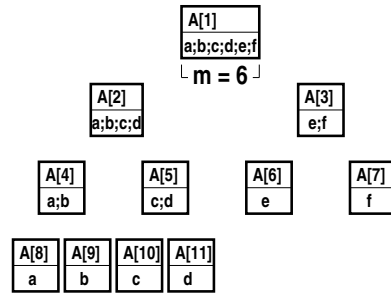 A[1]
a;b;c;d;e;f
m = 6
A[2]
a;b;c;d
A[3]
e;f
A[4]
a;b
A[5]
c;d
A[6]
e
A[7]
f
A[8]
a
A[9]
b
A[10]
c
A[11]
d